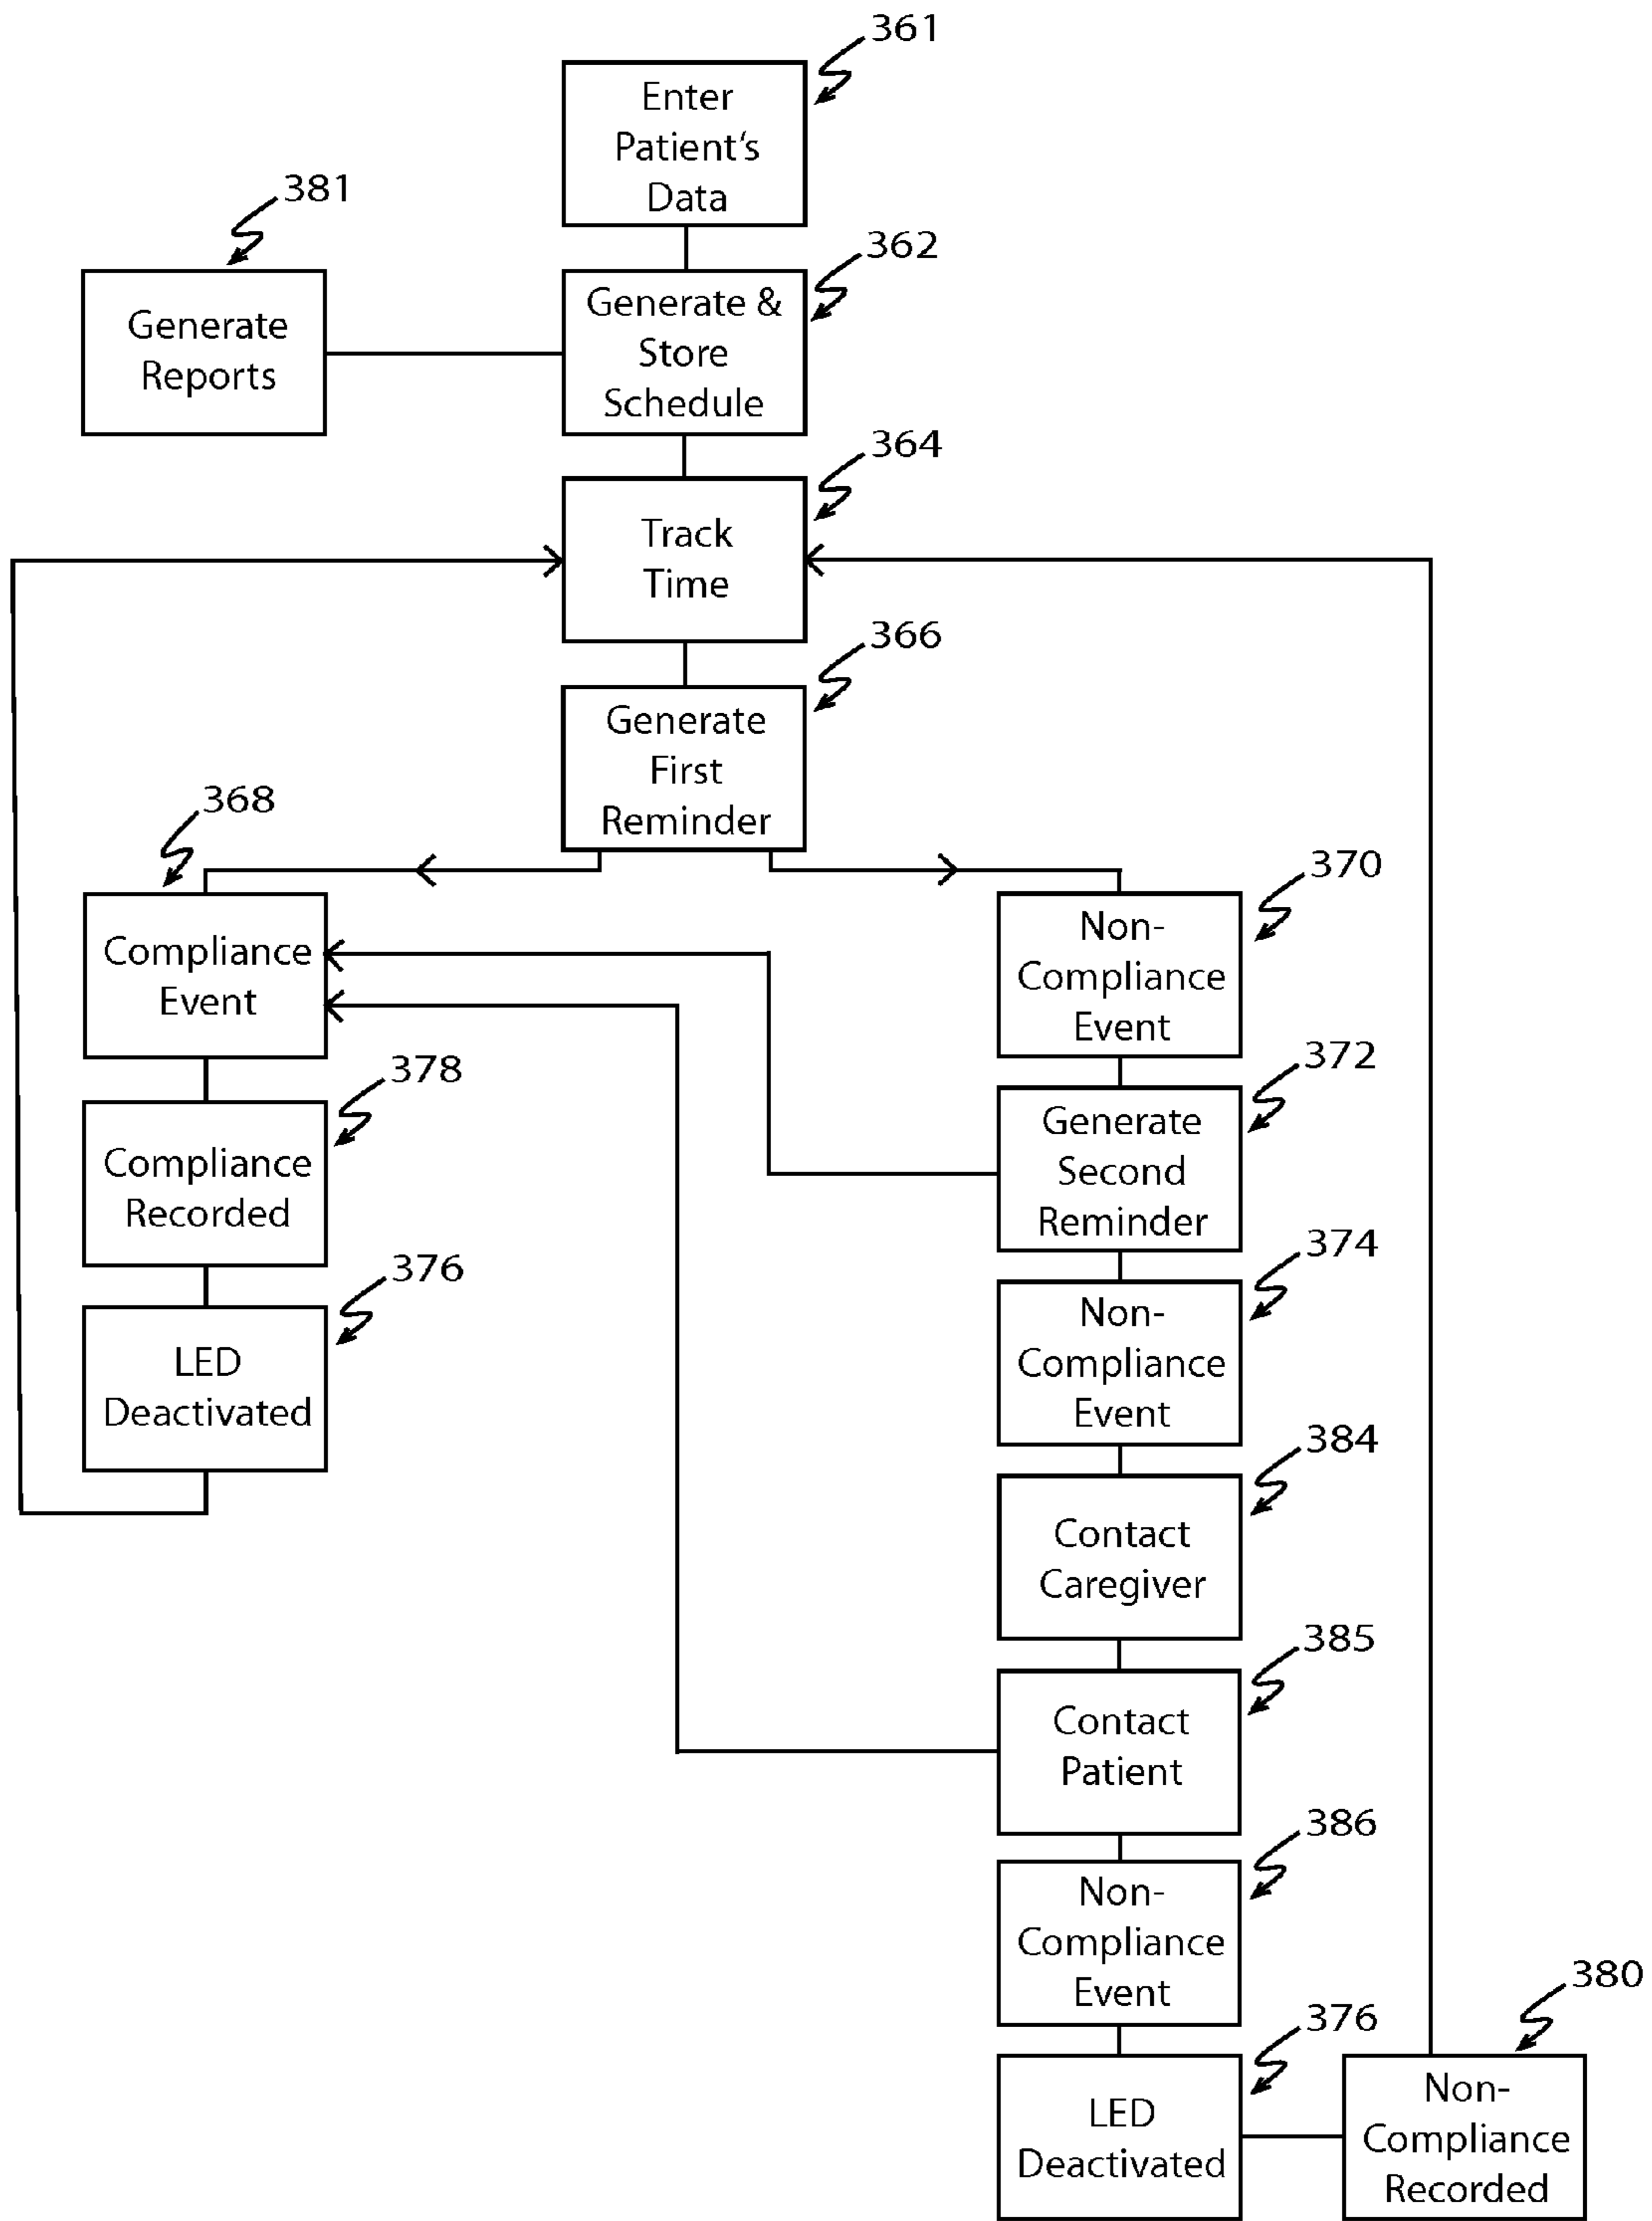 361
Enter
Patient‘s
Data
381
362
Generate
Reports
Generate &
Store
Schedule
364
Track
Time
366
Generate
First
Reminder
368
370
Compliance
Event
Non-
Compliance
Event
378
372
Compliance
Recorded
Generate
Second
Reminder
376
374
LED
Deactivated
Non-
Compliance
Event
384
Contact
Caregiver
385
Contact
Patient
386
Non-
Compliance
Event
380
376
LED
Deactivated
Non-
Compliance
Recorded